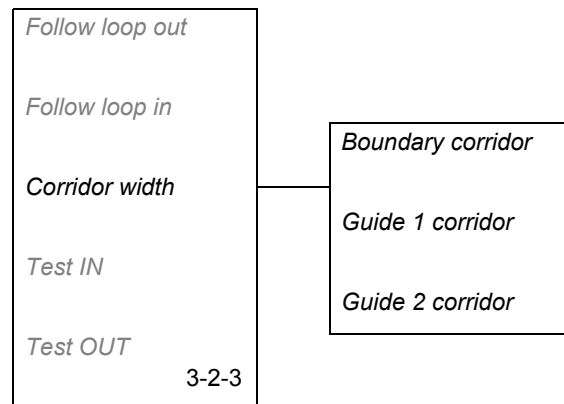 Follow loop out
Follow loop in
Corridor width
Test IN
Test OUT
3-2-3
Boundary corridor
Guide 1 corridor
Guide 2 corridor